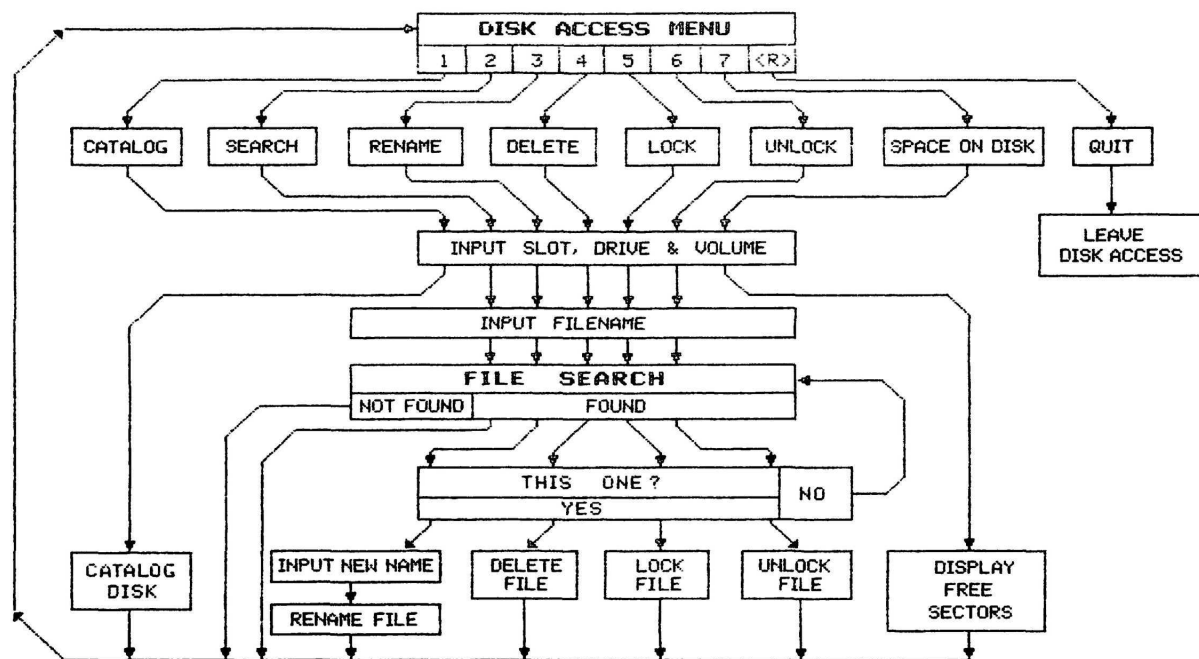 DISK ACCESS MENU
1 2 3 4 5 6 7 <R>
CATALOG SEARCH RENAME DELETE LOCK UNLOCK SPACE ON DISK QUIT
INPUT SLOT, DRIVE & VOLUME
LEAVE
DISK ACCESS
INPUT FILENAME
FILE SEARCH
NOT FOUND FOUND
THIS ONE?
NO
YES
CATALOG
DISK
INPUT NEW NAME
RENAME FILE
DELETE
FILE
LOCK
FILE
UNLOCK
FILE
DISPLAY
FREE
SECTORS